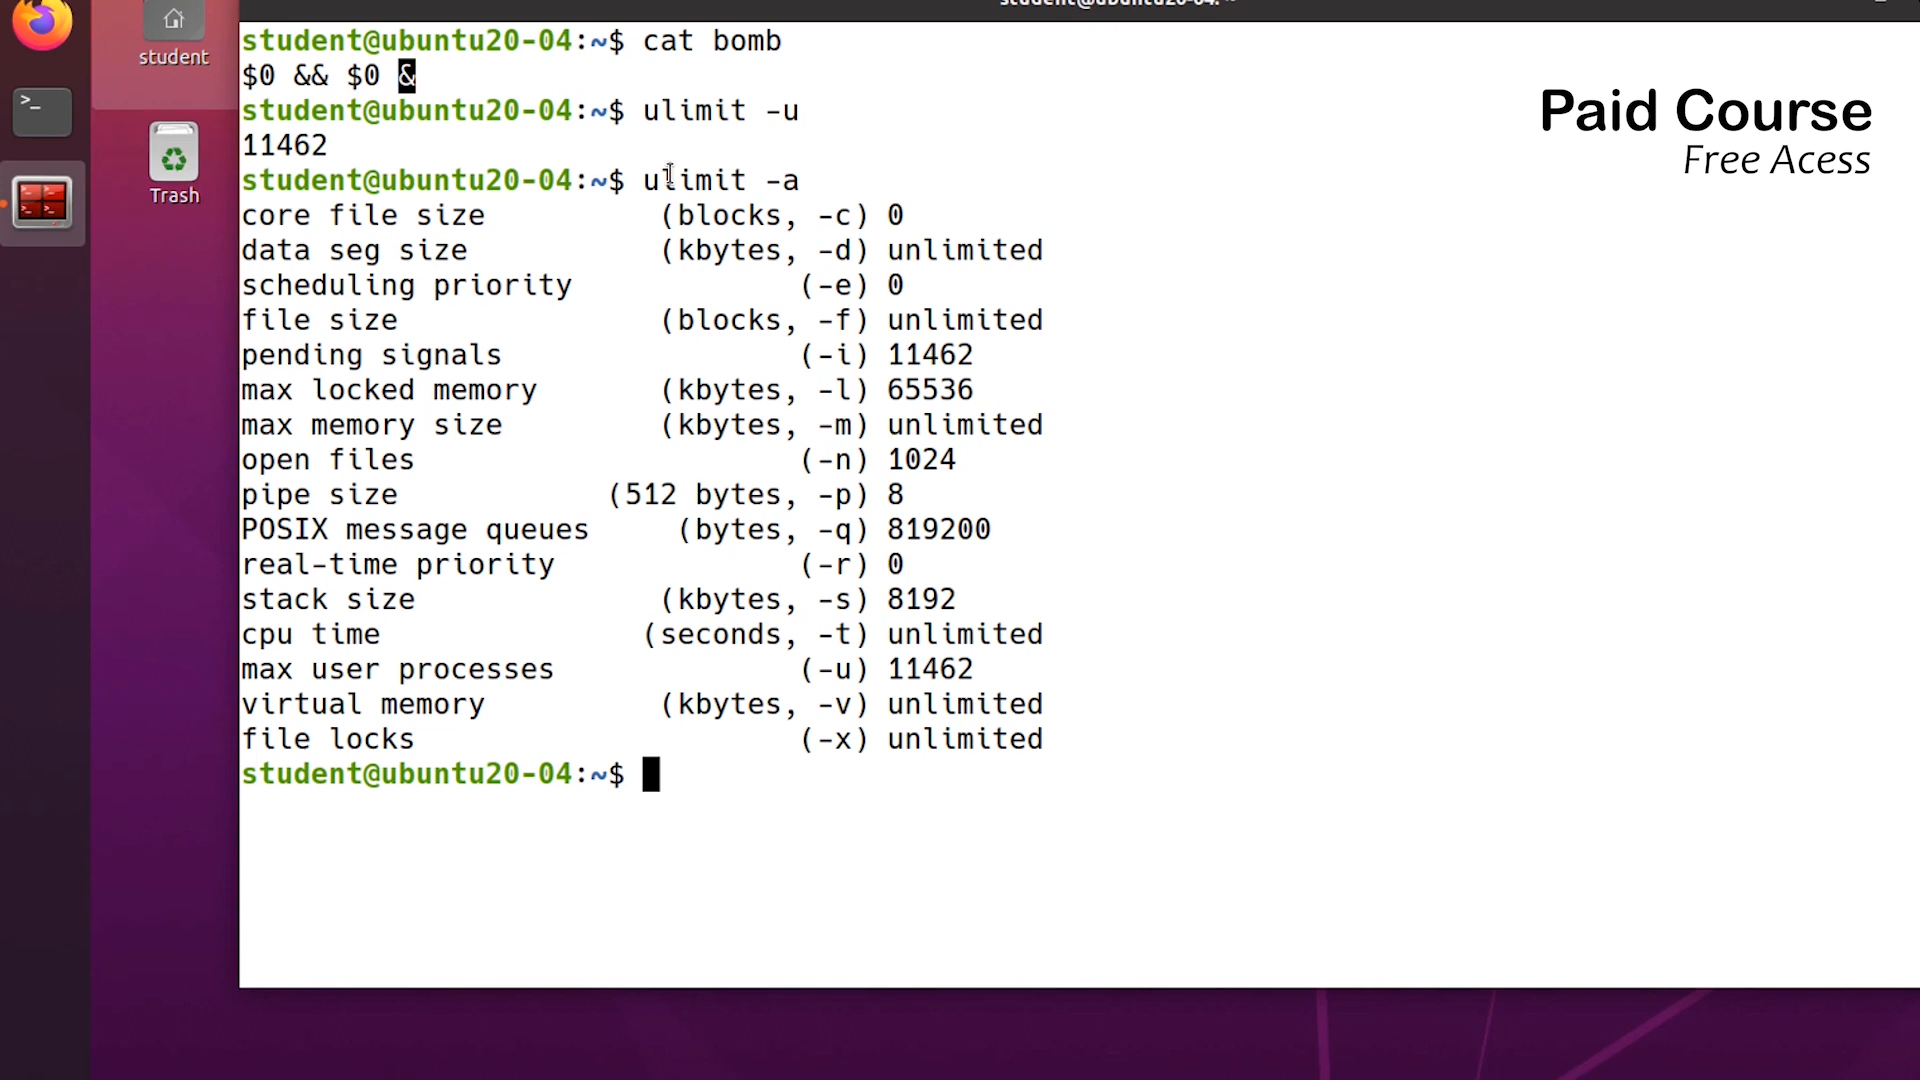 student@ubuntu20-04: ~
student
Trash
student@ubuntu20-04:~$ cat bomb
$0 && $0 &
student@ubuntu20-04:~$ ulimit -u
11462
student@ubuntu20-04:~$ ulimit -a
core file size          (blocks, -c) 0
data seg size           (kbytes, -d) unlimited
scheduling priority             (-e) 0
file size               (blocks, -f) unlimited
pending signals                 (-i) 11462
max locked memory       (kbytes, -l) 65536
max memory size         (kbytes, -m) unlimited
open files                      (-n) 1024
pipe size            (512 bytes, -p) 8
POSIX message queues     (bytes, -q) 819200
real-time priority              (-r) 0
stack size              (kbytes, -s) 8192
cpu time               (seconds, -t) unlimited
max user processes              (-u) 11462
virtual memory          (kbytes, -v) unlimited
file locks                      (-x) unlimited
student@ubuntu20-04:~$
Paid Course
Free Acess